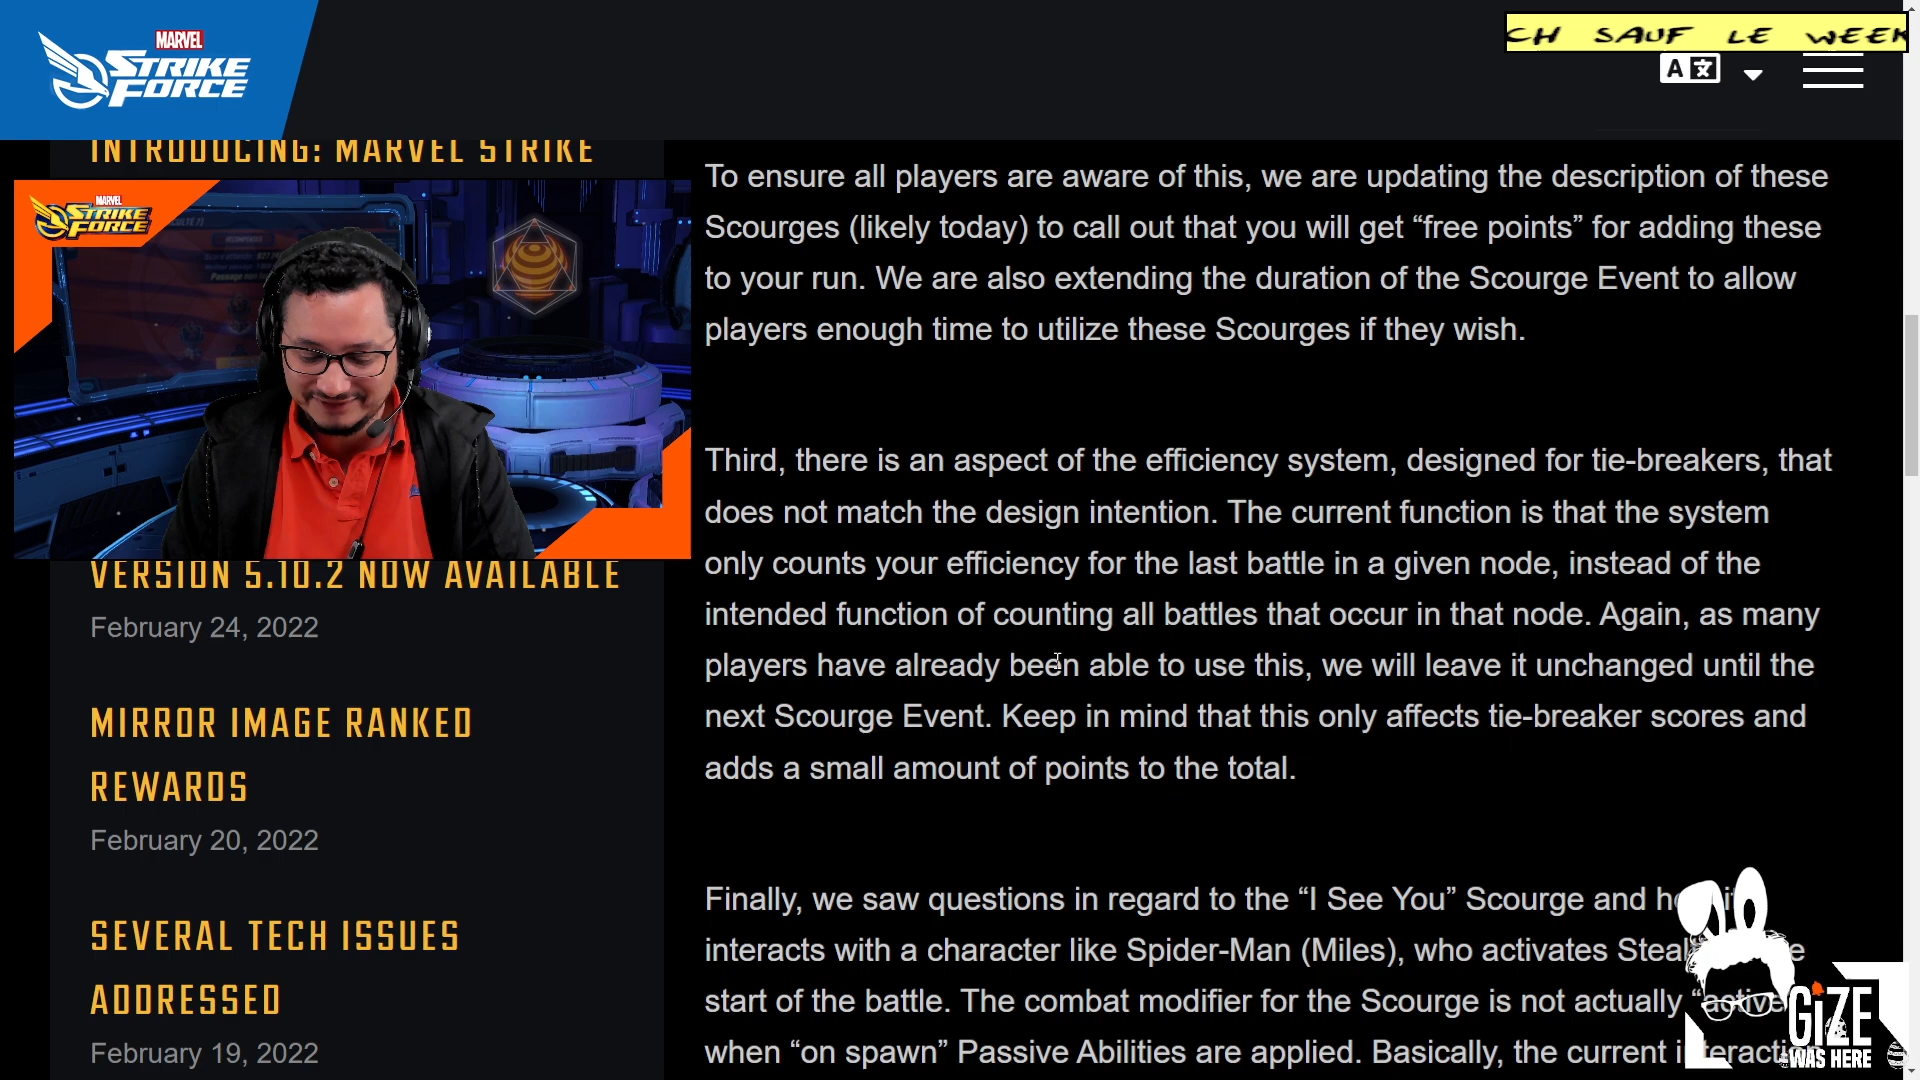 MARVEL
STRIKE
FORCE
CH SAUF LE WEEK
A
INTRODUCING: MARVEL STRIKE
MARVEL
STRIKE
FORCE
VERSION 5.10.2 NOW AVAILABLE
February 24, 2022
MIRROR IMAGE RANKED
REWARDS
February 20, 2022
SEVERAL TECH ISSUES
ADDRESSED
February 19, 2022
To ensure all players are aware of this, we are updating the description of these
Scourges (likely today) to call out that you will get “free points” for adding these
to your run. We are also extending the duration of the Scourge Event to allow
players enough time to utilize these Scourges if they wish.
Third, there is an aspect of the efficiency system, designed for tie-breakers, that
does not match the design intention. The current function is that the system
only counts your efficiency for the last battle in a given node, instead of the
intended function of counting all battles that occur in that node. Again, as many
players have already been able to use this, we will leave it unchanged until the
next Scourge Event. Keep in mind that this only affects tie-breaker scores and
adds a small amount of points to the total.
Finally, we saw questions in regard to the “I See You” Scourge and
interacts with a character like Spider-Man (Miles), who activates
start of the battle. The combat modifier for the Scourge is not actually “active
when “on spawn” Passive Abilities are applied. Basically, the current
GiZE
WAS HERE